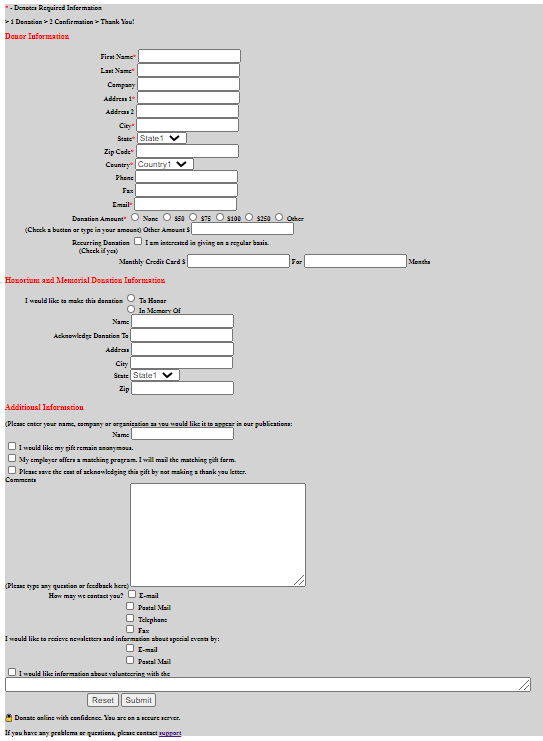 * - Denotes Required Information
> 1 Donation > 2 Confirmation > Thank You!
Donor Information
First Name*
Last Name*
Company
Address 1*
Address 2
City*
State* State1
Zip Code*
Country* Country1
Phone
Fax
Email*
Donation Amount* None $50 $75 $100 $250 Other
(Check a button or type in your amount) Other Amount $
Recurring Donation I am interested in giving on a regular basis.
(Check if yes)
Monthly Credit Card $ For Months
Honorium and Memorial Donation Information
I would like to make this donation To Honor
In Memory Of
Name
Acknowledge Donation To
Address
City
State State1
Zip
Additional Information
(Please enter your name, company or organization as you would like it to appear in our publications:
Name
I would like my gift remain anonymous.
My employer offers a matching program. I will mail the matching gift form.
Please save the cost of acknowledging this gift by not making a thank you letter.
Comments
(Please type any question or feedback here)
How may we contact you? E-mail
Postal Mail
Telephone
Fax
I would like to recieve newsletters and information about special events by:
E-mail
Postal Mail
I would like information about volunteering with the
Reset Submit
Donate online with confidence. You are on a secure server.
If you have any problems or questions, please contact support